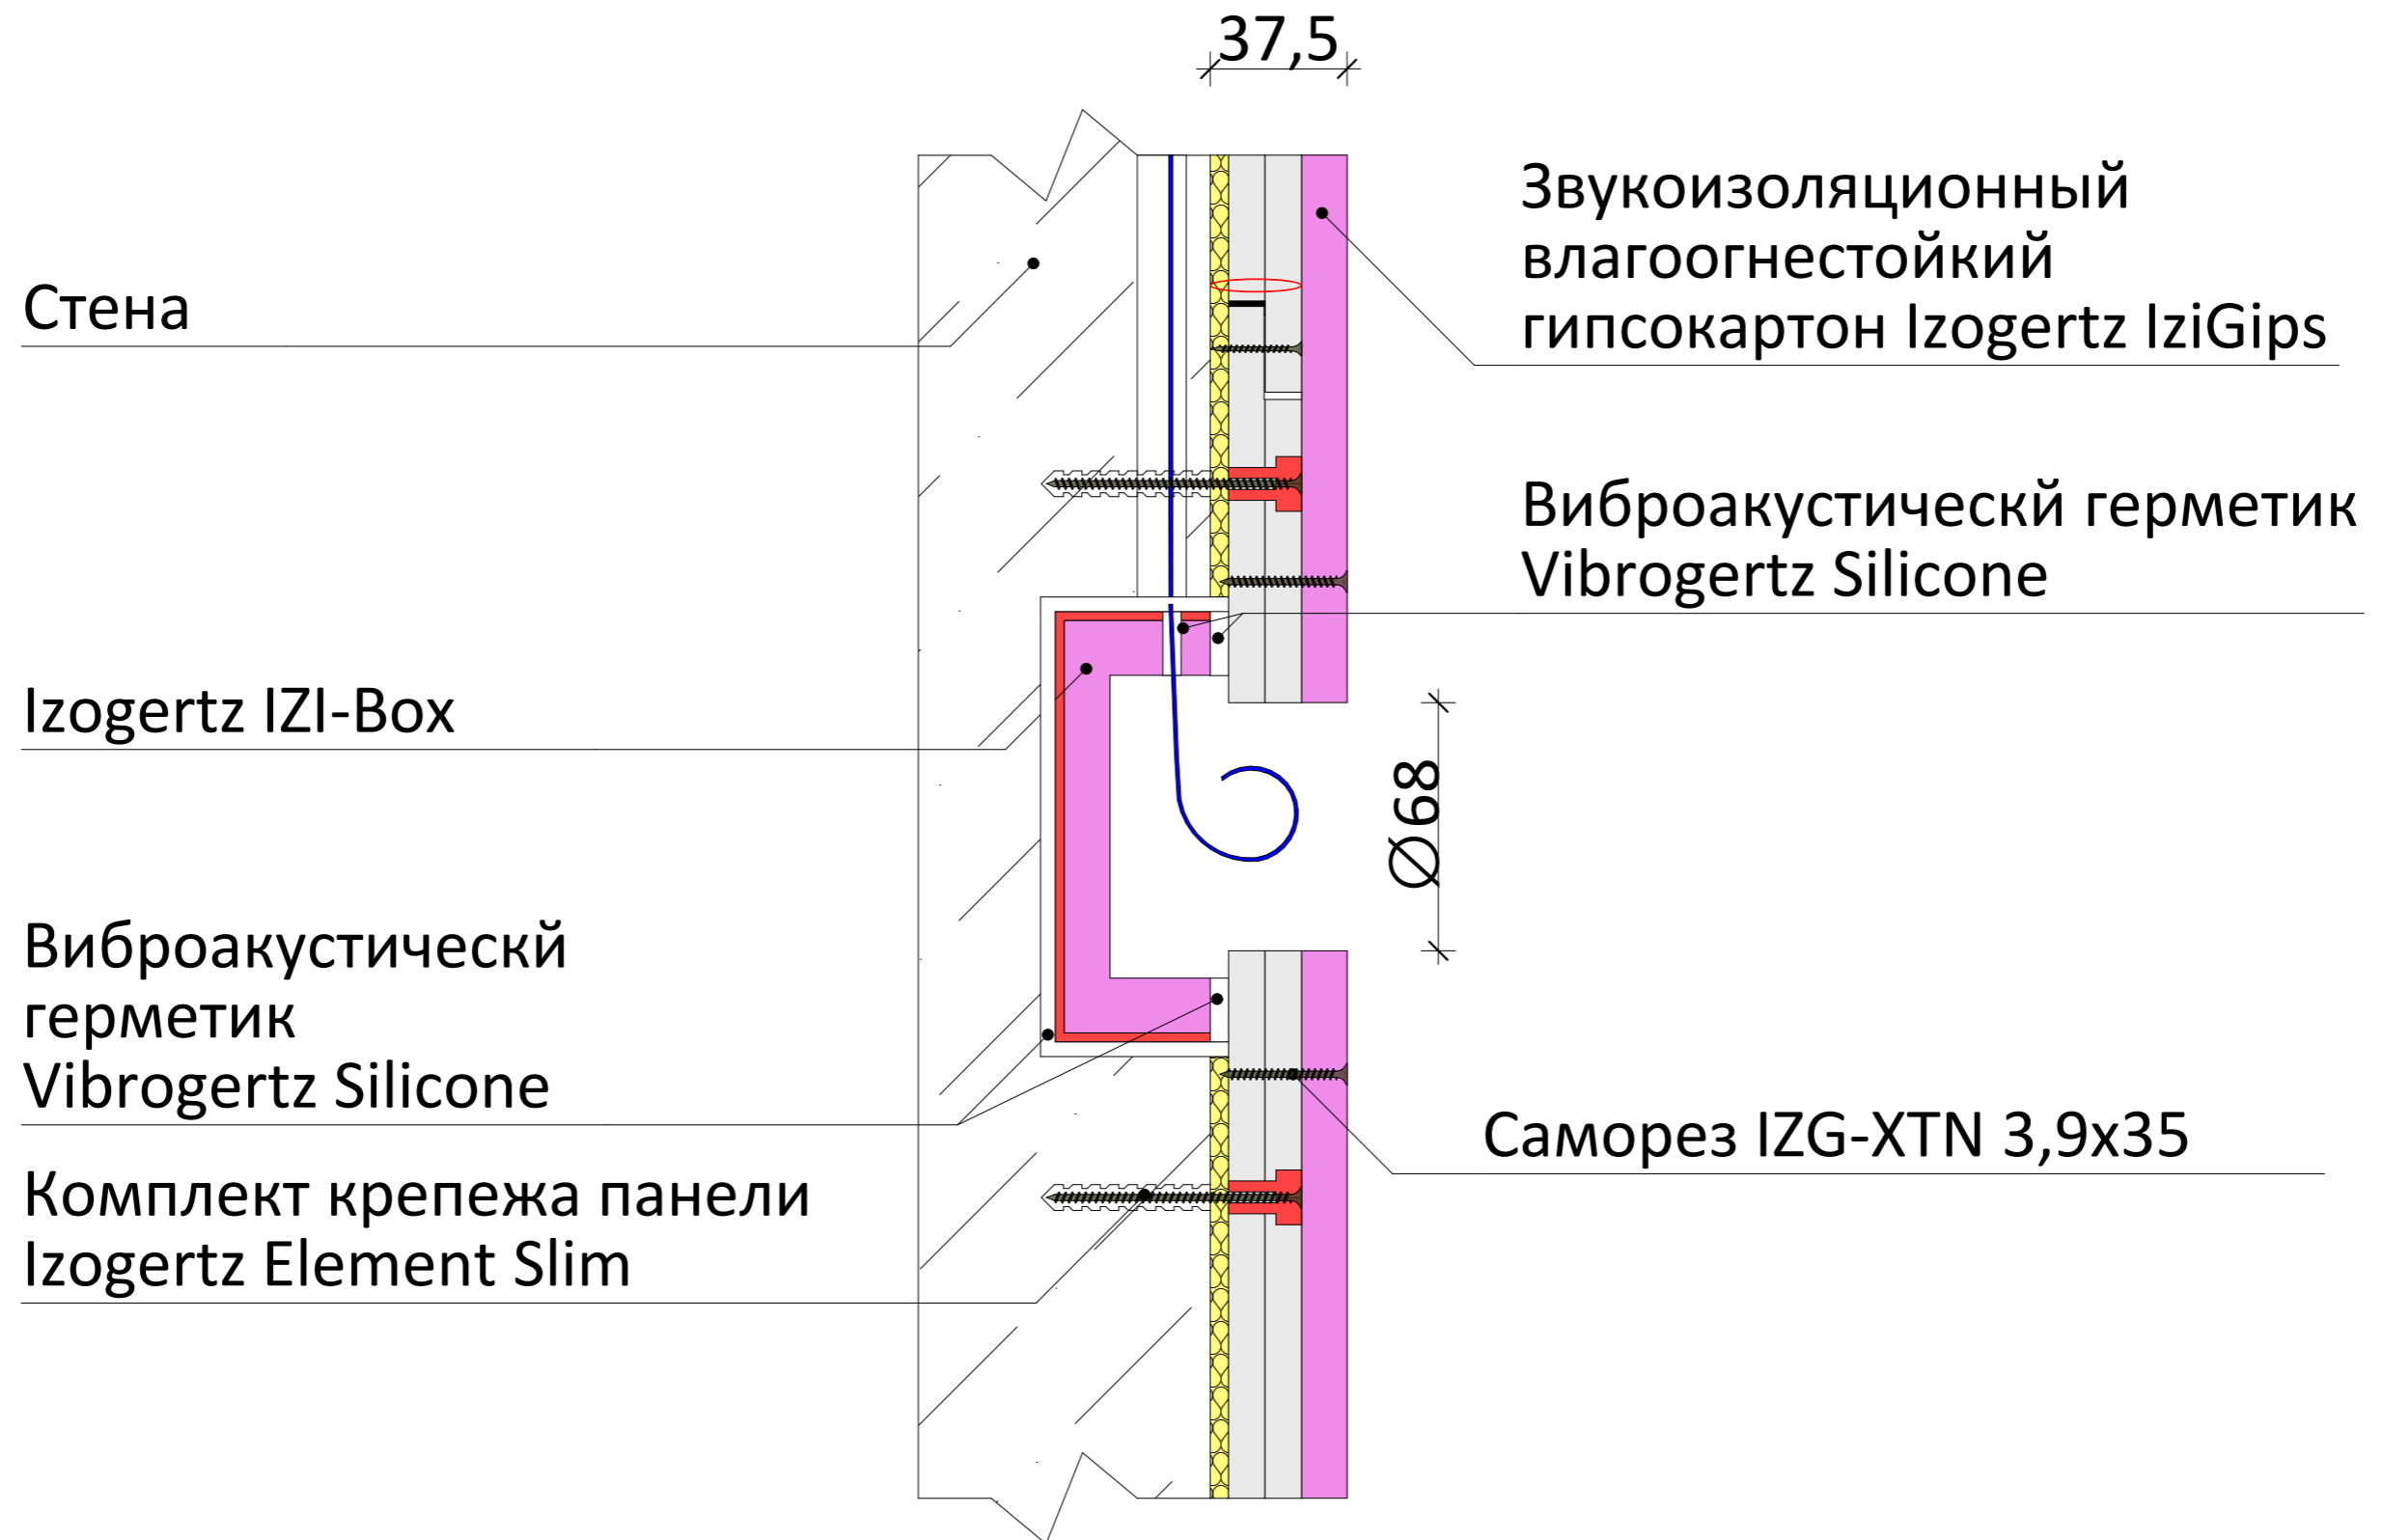 37,5
Звукоизоляционный
влагоогнестойкий
гипсокартон Izogertz IziGips
Стена
Виброакустическй герметик
Vibrogertz Silicone
Izogertz IZI-Box
Ø68
Виброакустическй
герметик
Vibrogertz Silicone
Саморез IZG-XTN 3,9x35
Комплект крепежа панели
Izogertz Element Slim